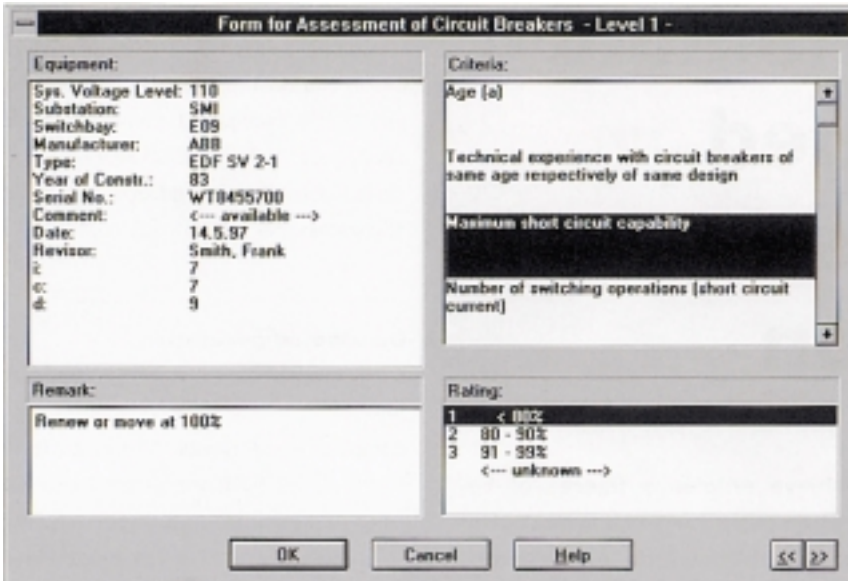 Form for Assessment of Circuit Breakers - Level 1 -
Equipment:
Sys. Voltage Level: 110
Substation: SMI
Switchbay: E09
Manufacturer: ABB
Type: EDF SV 2-1
Year of Constr.: 83
Serial No.: WT8455700
Comment: <--- available --->
Date: 14.5.97
Revisor: Smith, Frank
i: 7
c: 7
d: 9
Criteria:
Age (a)
Technical experience with circuit breakers of
same age respectively of same design
Maximum short circuit capability
Number of switching operations (short circuit
current)
Remark:
Renew or move at 100%
Rating:
1 < 80%
2 80 - 90%
3 91 - 99%
<--- unknown --->
OK
Cancel
Help
<<
>>